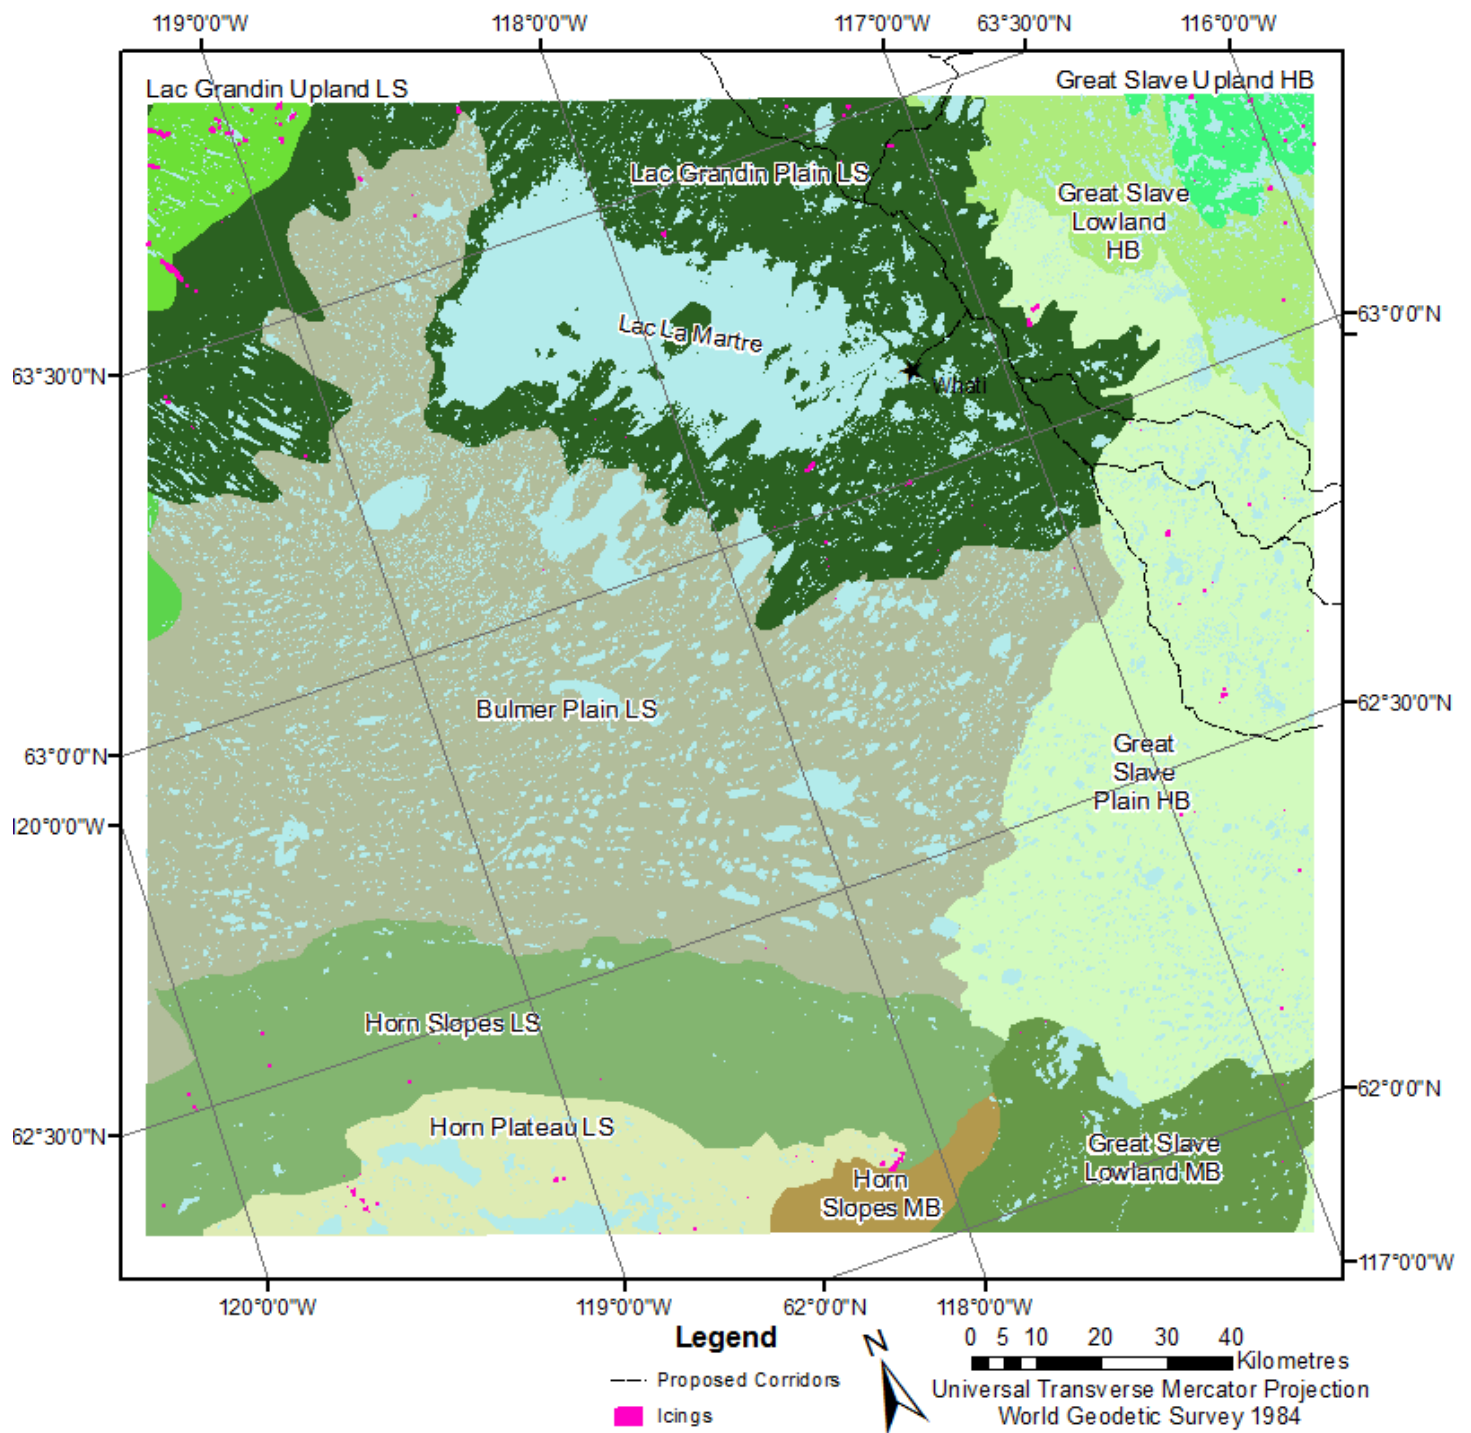 119°0'0"W
118°0'0"W
117°0'0"W
63°30'0"N
116°0'0"W
Lac Grandin Upland LS
Great Slave Upland HB
Lac Grandin Plain LS
Great Slave
Lowland
HB
63°0'0"N
Lac La Martre
63°30'0"N
Whati
Bulmer Plain LS
62°30'0"N
Great
Slave
Plain HB
63°0'0"N
120°0'0"W
Horn Slopes LS
62°0'0"N
Horn Plateau LS
62°30'0"N
Great Slave
Lowland MB
Horn
Slopes MB
117°0'0"W
120°0'0"W
119°0'0"W
62°0'0"N
118°0'0"W
Legend
N
0 5 10 20 30 40
Kilometres
Proposed Corridors
Universal Transverse Mercator Projection
Icings
World Geodetic Survey 1984